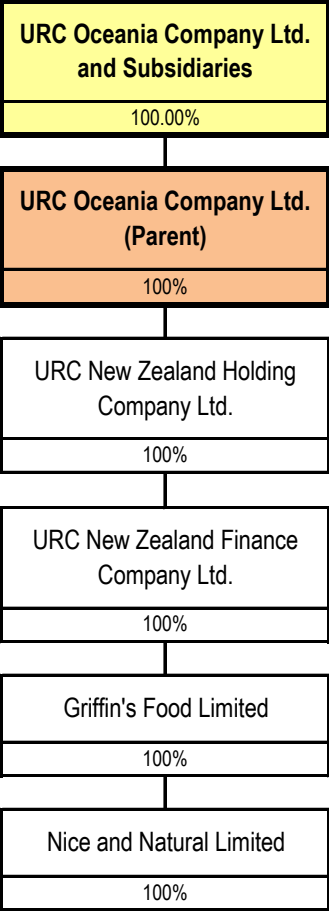 URC Oceania Company Ltd.
and Subsidiaries
100.00%
URC Oceania Company Ltd.
(Parent)
100%
URC New Zealand Holding
Company Ltd.
100%
URC New Zealand Finance
Company Ltd.
100%
Griffin's Food Limited
100%
Nice and Natural Limited
100%